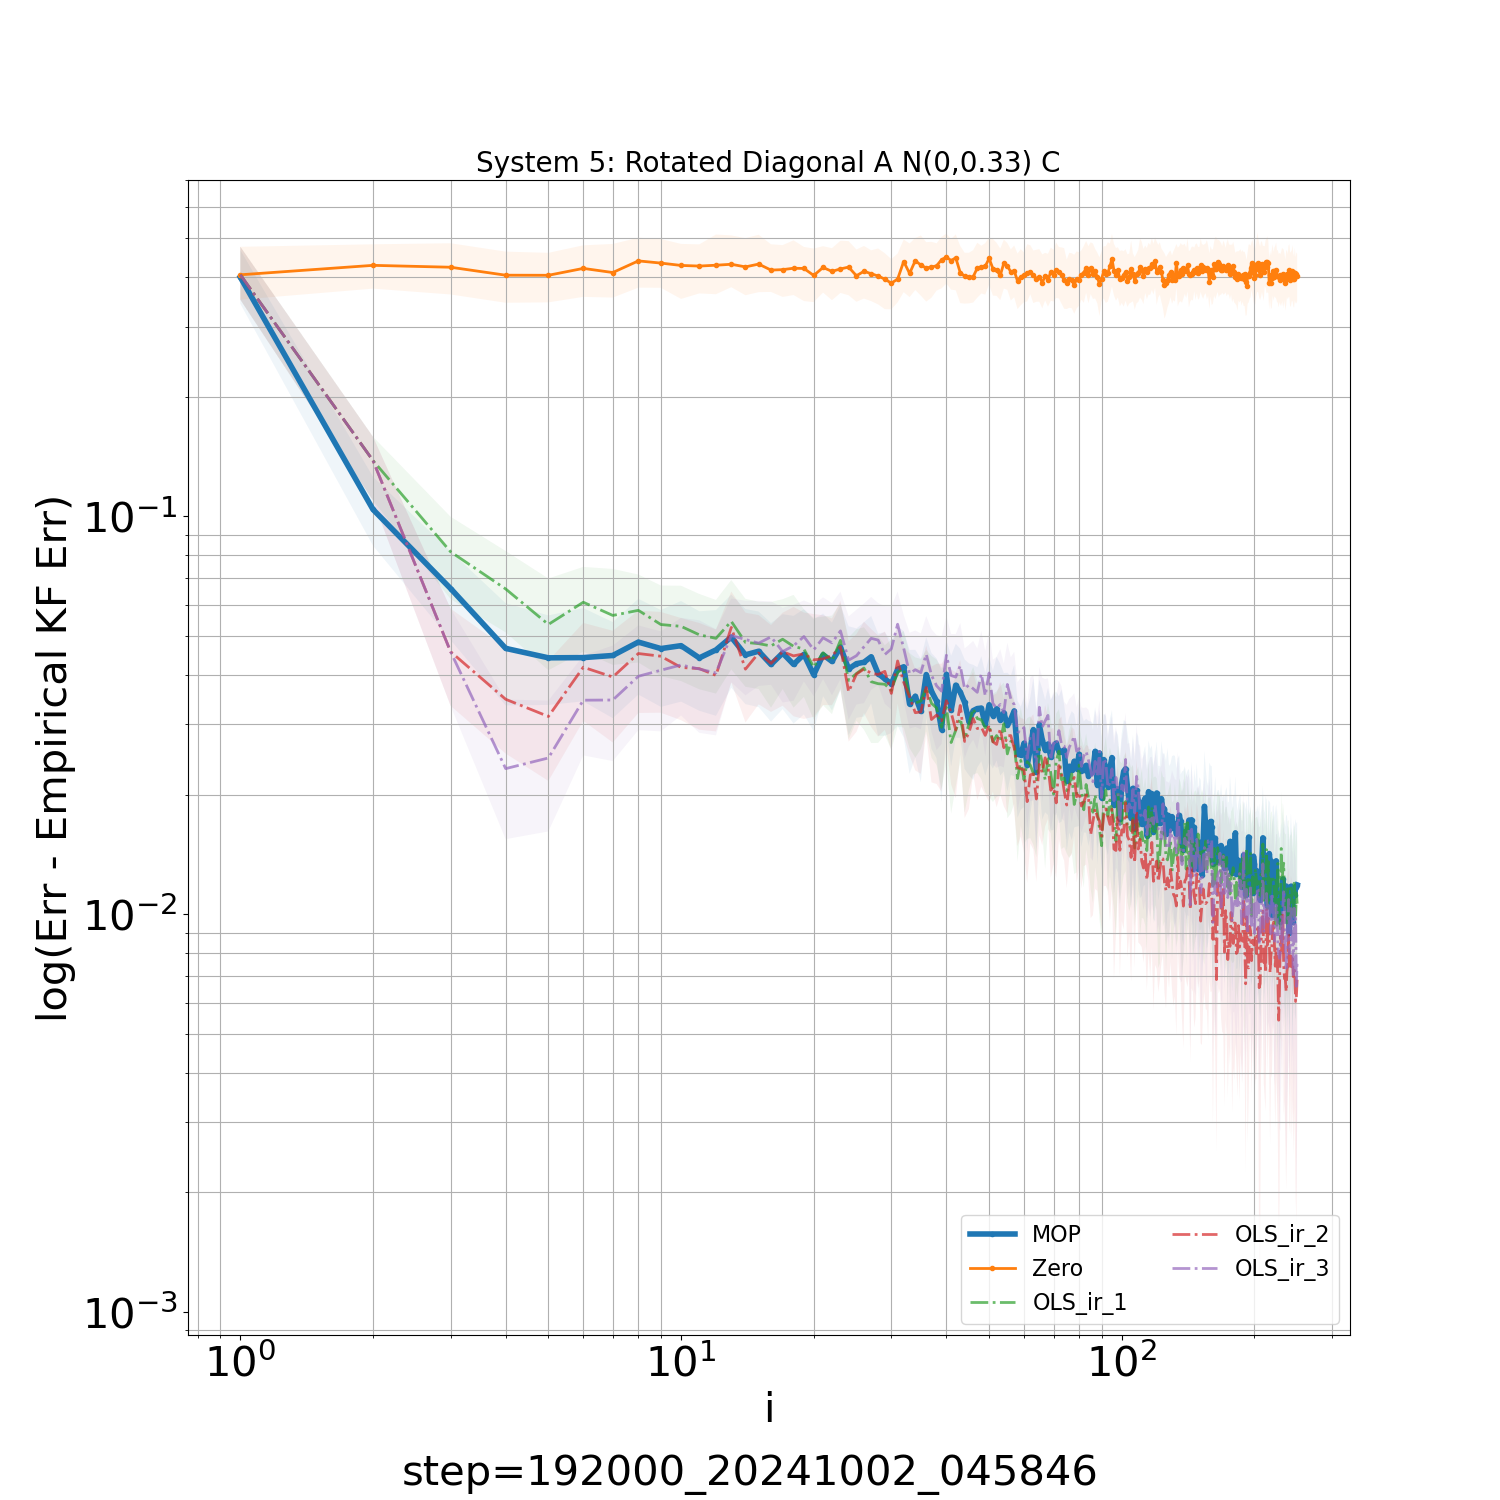 System 5: Rotated Diagonal A N(0,0.33) C
log(Err - Empirical KF Err)
10⁻¹
10⁻²
10⁻³
MOP
Zero
OLS_ir_1
OLS_ir_2
OLS_ir_3
10⁰
10¹
10²
i
step=192000_20241002_045846